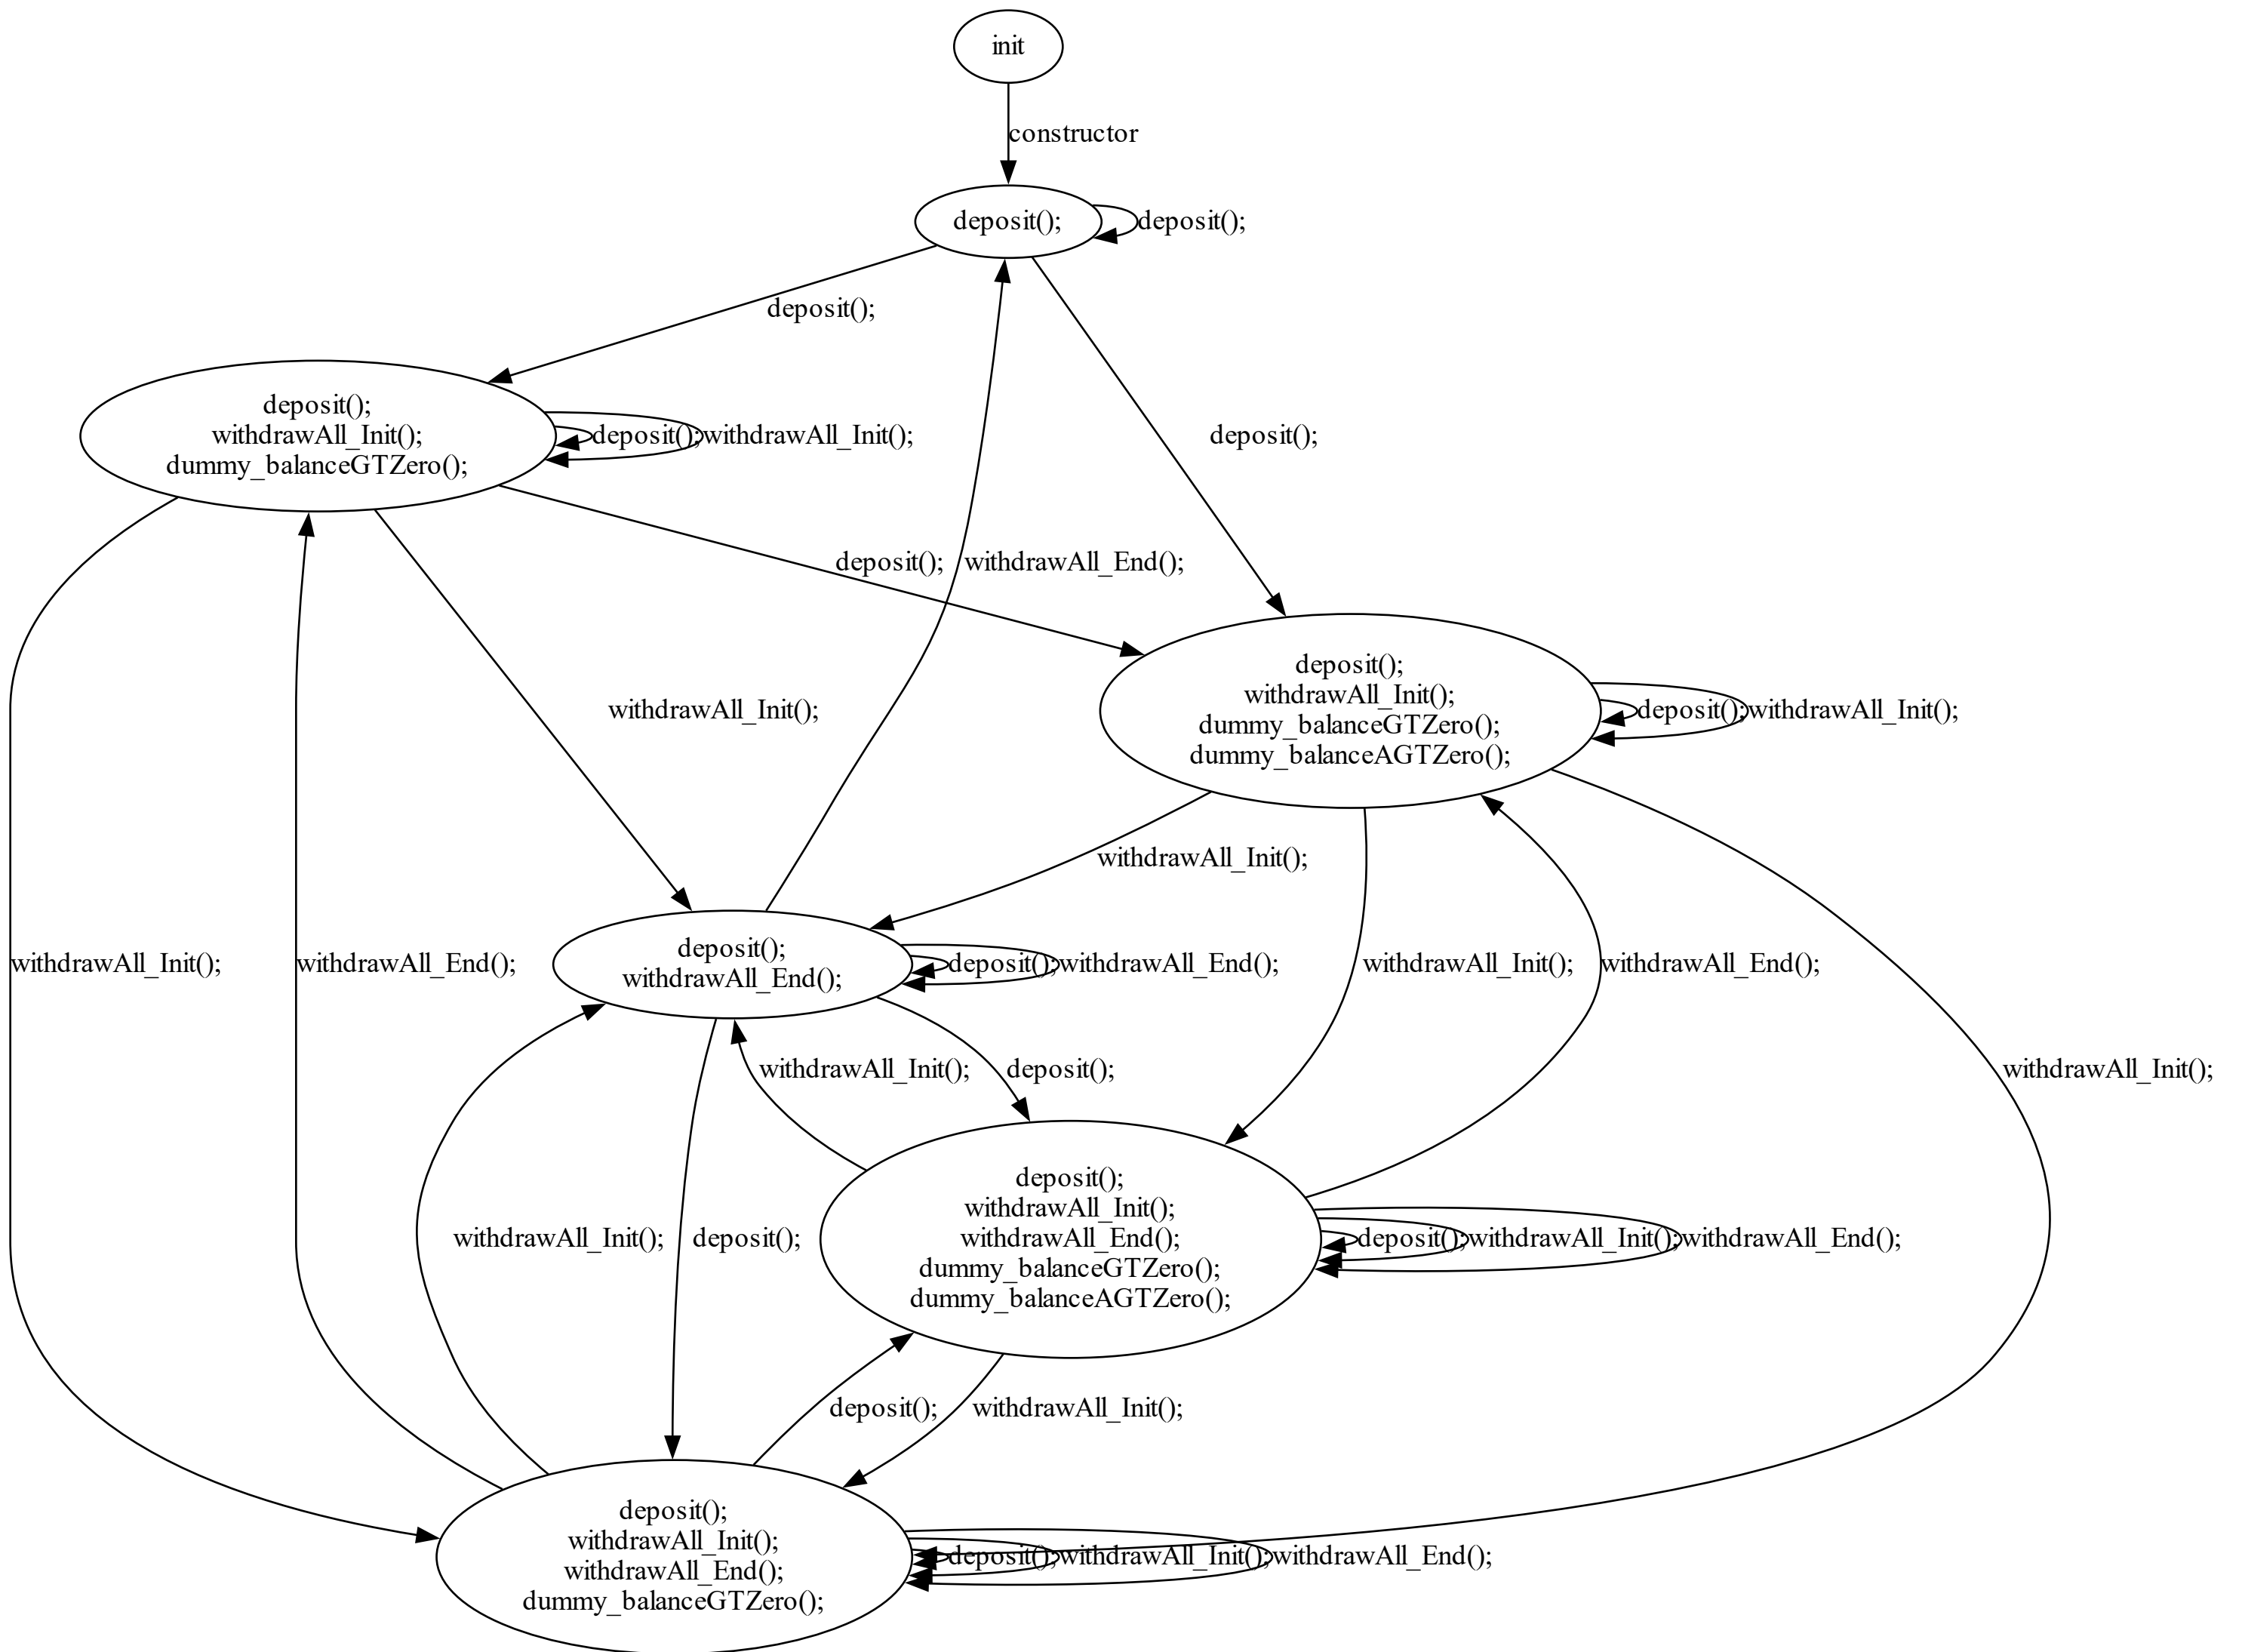 init
constructor
deposit();
deposit();
deposit();
deposit();
deposit();
withdrawAll_Init();
dummy_balanceGTZero();
deposit();
withdrawAll_Init();
deposit();
withdrawAll_End();
deposit();
withdrawAll_Init();
dummy_balanceGTZero();
dummy_balanceAGTZero();
deposit();
withdrawAll_Init();
withdrawAll_Init();
withdrawAll_Init();
withdrawAll_Init();
withdrawAll_End();
deposit();
withdrawAll_End();
deposit();
withdrawAll_End();
withdrawAll_Init();
withdrawAll_End();
withdrawAll_Init();
deposit();
withdrawAll_Init();
withdrawAll_Init();
deposit();
deposit();
withdrawAll_Init();
withdrawAll_End();
dummy_balanceGTZero();
dummy_balanceAGTZero();
deposit();
withdrawAll_Init();
withdrawAll_End();
deposit();
withdrawAll_Init();
deposit();
withdrawAll_Init();
withdrawAll_End();
dummy_balanceGTZero();
deposit();
withdrawAll_Init();
withdrawAll_End();